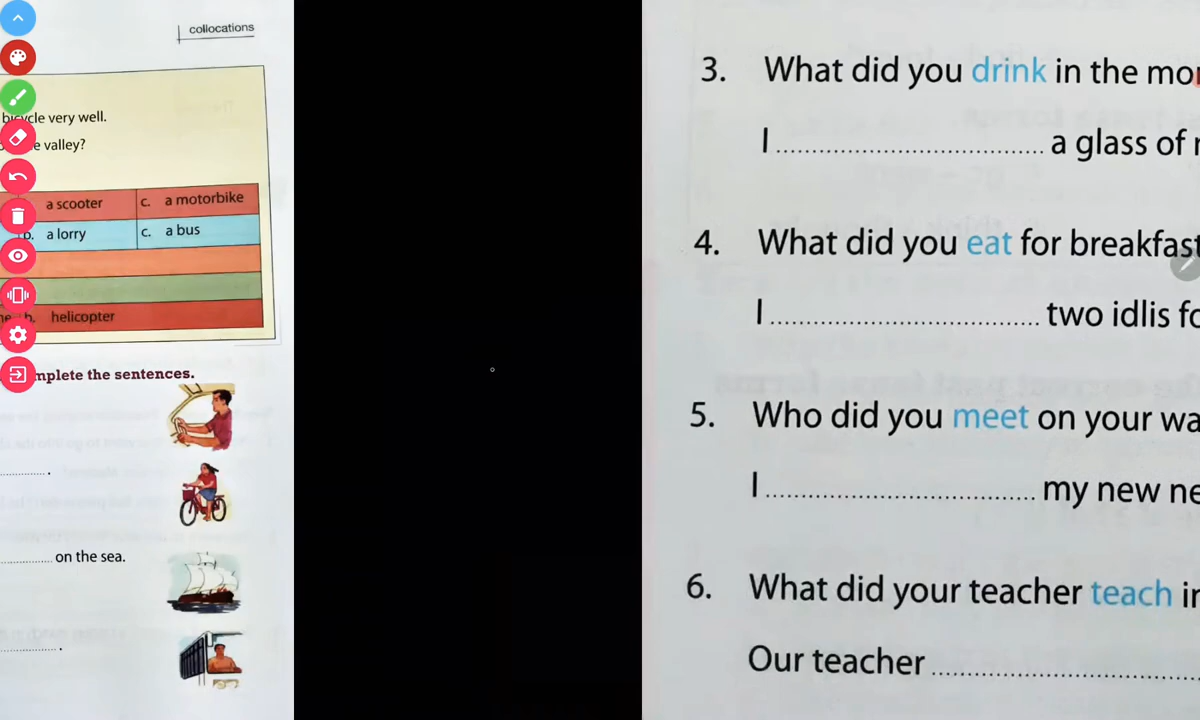 collocations
bicycle very well.
e valley?
a scooter c. a motorbike
b. a lorry c. a bus
b. helicopter
mplete the sentences.
.
on the sea.
.
3. What did you drink in the mo
I ........................................ a glass of
4. What did you eat for breakfast
I ........................................ two idlis fo
5. Who did you meet on your wa
I ........................................ my new ne
6. What did your teacher teach in
Our teacher ........................................